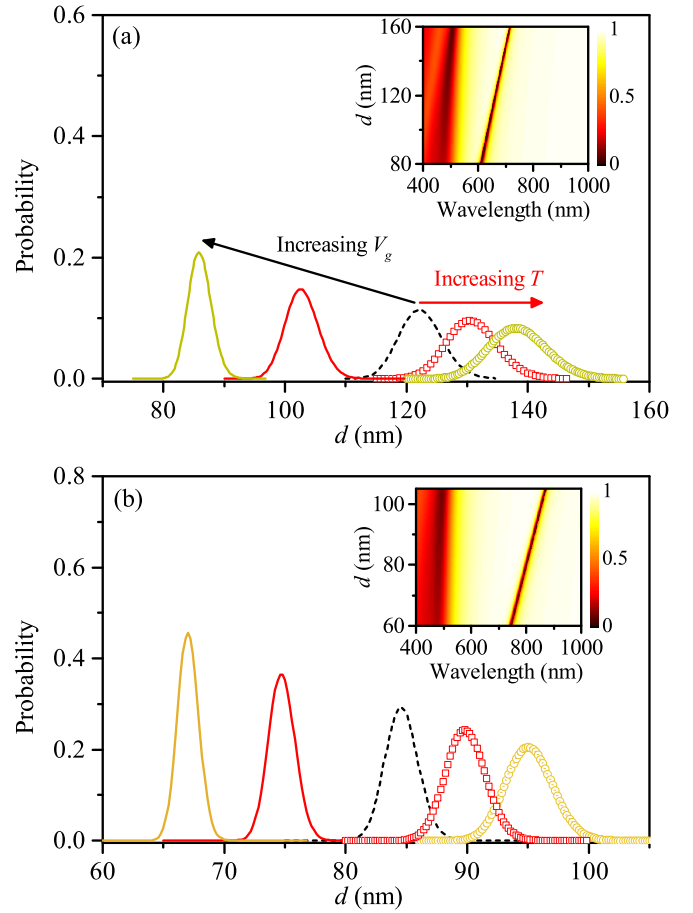 (a)
0.6
0.4
0.2
0.0
Probability
80 100 120 140 160
d (nm)
Increasing Vg
Increasing T
160
120
80
d (nm)
400 600 800 1000
Wavelength (nm)
1
0.5
0
(b)
0.8
0.6
0.4
0.2
0.0
Probability
60 70 80 90 100
d (nm)
100
80
60
d (nm)
400 600 800 1000
Wavelength (nm)
1
0.5
0